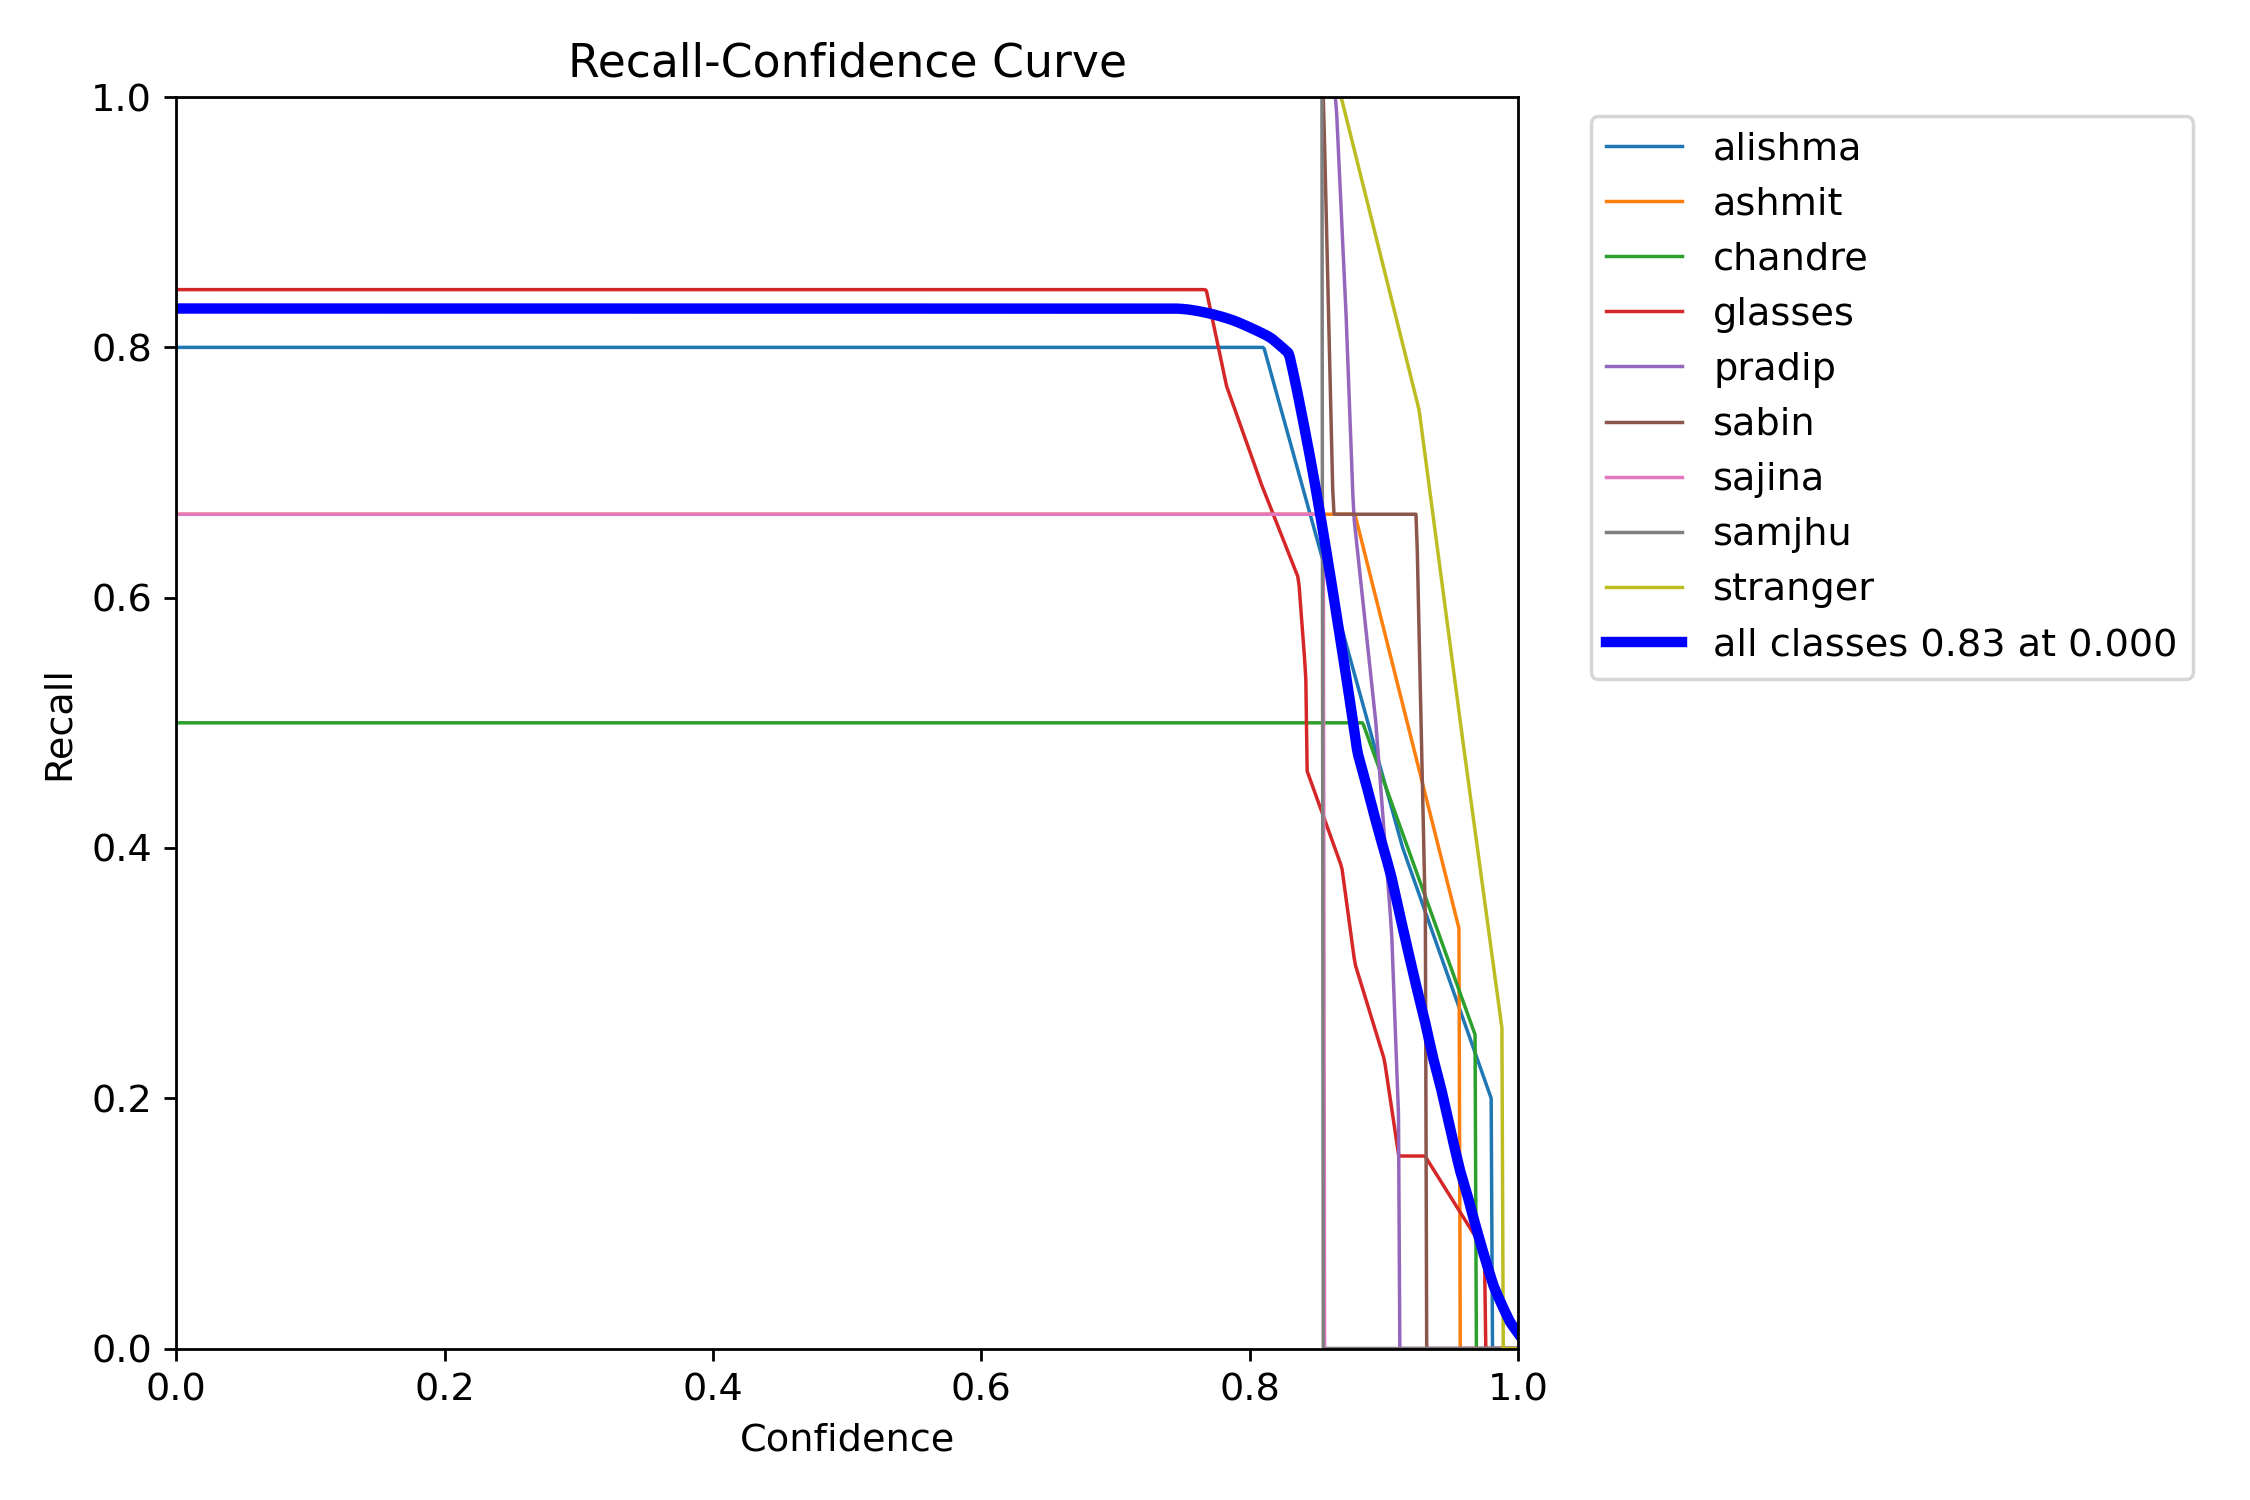 Recall-Confidence Curve
1.0
0.8
0.6
0.4
0.2
0.0
Recall
0.0 0.2 0.4 0.6 0.8 1.0
Confidence
alishma
ashmit
chandre
glasses
pradip
sabin
sajina
samjhu
stranger
all classes 0.83 at 0.000